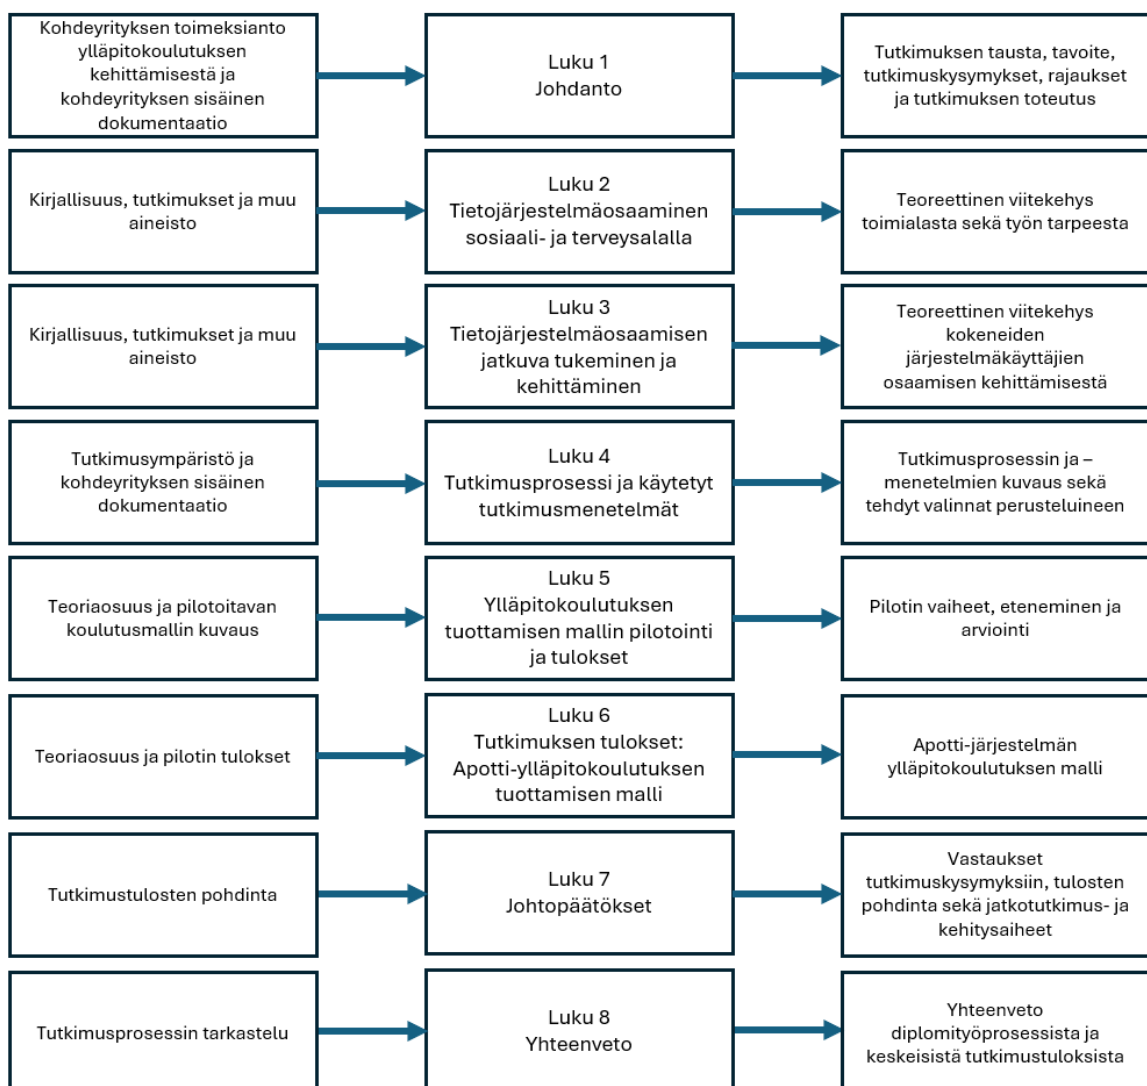 Kohdeyrityksen toimeksianto
ylläpitokoulutuksen
kehittämisestä ja
kohdeyrityksen sisäinen
dokumentaatio
Luku 1
Johdanto
Tutkimuksen tausta, tavoite,
tutkimuskysymykset, rajaukset
ja tutkimuksen toteutus
Kirjallisuus, tutkimukset ja muu
aineisto
Luku 2
Tietojärjestelmäosaaminen
sosiaali- ja terveysalalla
Teoreettinen viitekehys
toimialasta sekä työn tarpeesta
Kirjallisuus, tutkimukset ja muu
aineisto
Luku 3
Tietojärjestelmäosaamisen
jatkuva tukeminen ja
kehittäminen
Teoreettinen viitekehys
kokeneiden
järjestelmäkäyttäjien
osaamisen kehittämisestä
Tutkimusympäristö ja
kohdeyrityksen sisäinen
dokumentaatio
Luku 4
Tutkimusprosessi ja käytetyt
tutkimusmenetelmät
Tutkimusprosessin ja –
menetelmien kuvaus sekä
tehdyt valinnat perusteluineen
Teoriaosuus ja pilotoitavan
koulutusmallin kuvaus
Luku 5
Ylläpitokoulutuksen
tuottamisen mallin pilotointi
ja tulokset
Pilotin vaiheet, eteneminen ja
arviointi
Teoriaosuus ja pilotin tulokset
Luku 6
Tutkimuksen tulokset:
Apotti-ylläpitokoulutuksen
tuottamisen malli
Apotti-järjestelmän
ylläpitokoulutuksen malli
Tutkimustulosten pohdinta
Luku 7
Johtopäätökset
Vastaukset
tutkimuskysymyksiin, tulosten
pohdinta sekä jatkotutkimus- ja
kehitysaiheet
Tutkimusprosessin tarkastelu
Luku 8
Yhteenveto
Yhteenveto
diplomityöprosessista ja
keskeisistä tutkimustuloksista